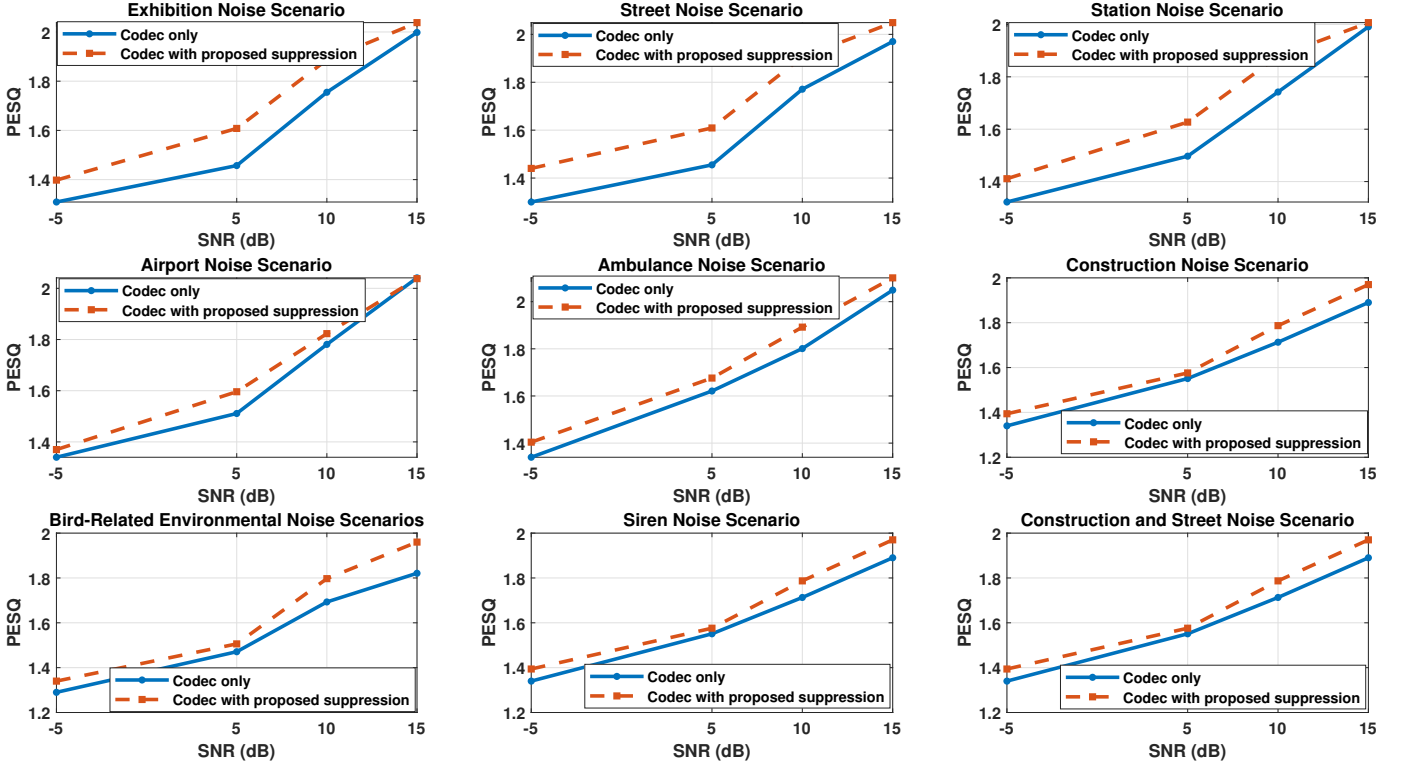 Exhibition Noise Scenario
Codec only
Codec with proposed suppression
2
1.8
1.6
1.4
PESQ
-5 5 10 15
SNR (dB)
Street Noise Scenario
Codec only
Codec with proposed suppression
2
1.8
1.6
1.4
PESQ
-5 5 10 15
SNR (dB)
Station Noise Scenario
Codec only
Codec with proposed suppression
2
1.8
1.6
1.4
PESQ
-5 5 10 15
SNR (dB)
Airport Noise Scenario
Codec only
Codec with proposed suppression
2
1.8
1.6
1.4
PESQ
-5 5 10 15
SNR (dB)
Ambulance Noise Scenario
Codec only
Codec with proposed suppression
2
1.8
1.6
1.4
PESQ
-5 5 10 15
SNR (dB)
Construction Noise Scenario
2
1.8
1.6
1.4
1.2
PESQ
Codec only
Codec with proposed suppression
-5 5 10 15
SNR (dB)
Bird-Related Environmental Noise Scenarios
2
1.8
1.6
1.4
1.2
PESQ
Codec only
Codec with proposed suppression
-5 5 10 15
SNR (dB)
Siren Noise Scenario
2
1.8
1.6
1.4
1.2
PESQ
Codec only
Codec with proposed suppression
-5 5 10 15
SNR (dB)
Construction and Street Noise Scenario
2
1.8
1.6
1.4
1.2
PESQ
Codec only
Codec with proposed suppression
-5 5 10 15
SNR (dB)